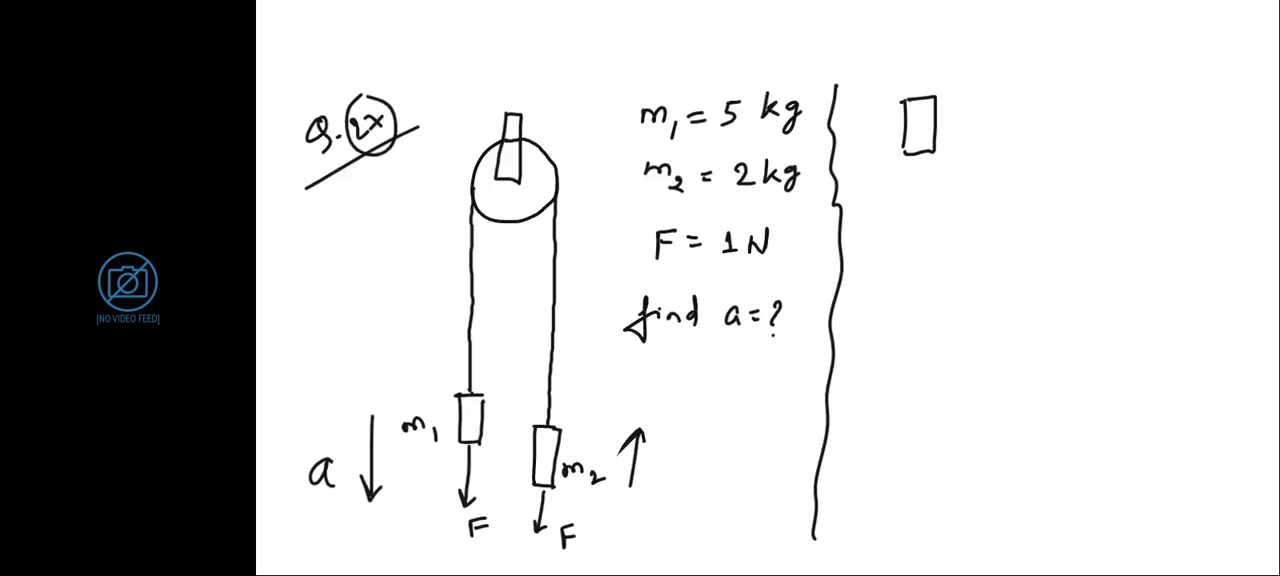 [NO VIDEO FEED]
Q. 2x
m₁ = 5 kg
m₂ = 2 kg
F = 1 N
find a = ?
m₁
a
m₂
F
F